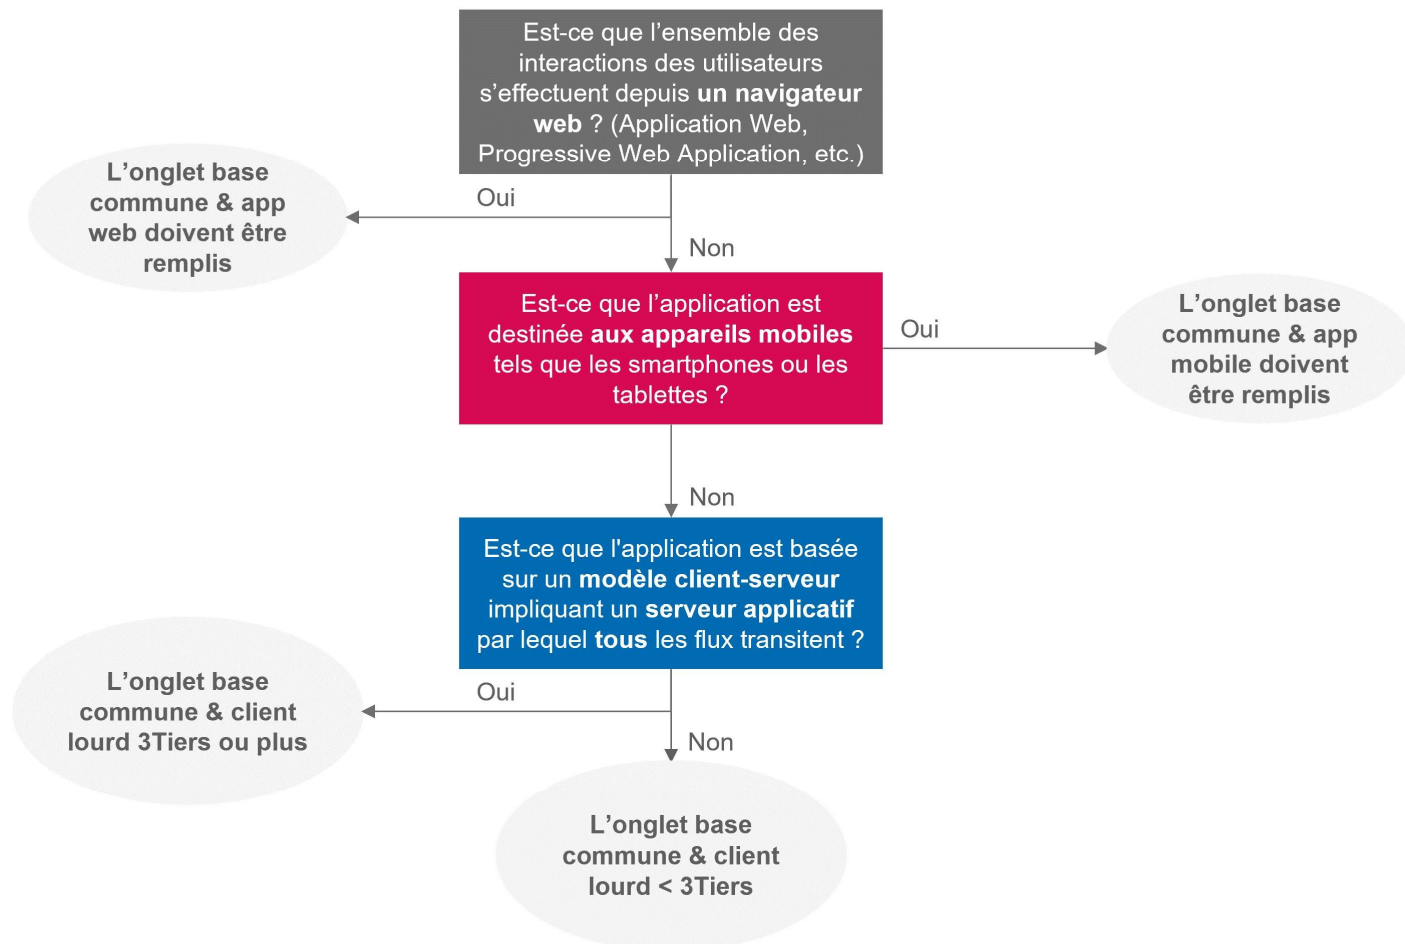 Est-ce que l’ensemble des
interactions des utilisateurs
s’effectuent depuis un navigateur
web ? (Application Web,
Progressive Web Application, etc.)
Oui
L’onglet base
commune & app
web doivent être
remplis
Non
Est-ce que l’application est
destinée aux appareils mobiles
tels que les smartphones ou les
tablettes ?
Oui
L’onglet base
commune & app
mobile doivent
être remplis
Non
Est-ce que l'application est basée
sur un modèle client-serveur
impliquant un serveur applicatif
par lequel tous les flux transitent ?
Oui
L’onglet base
commune & client
lourd 3Tiers ou plus
Non
L’onglet base
commune & client
lourd < 3Tiers